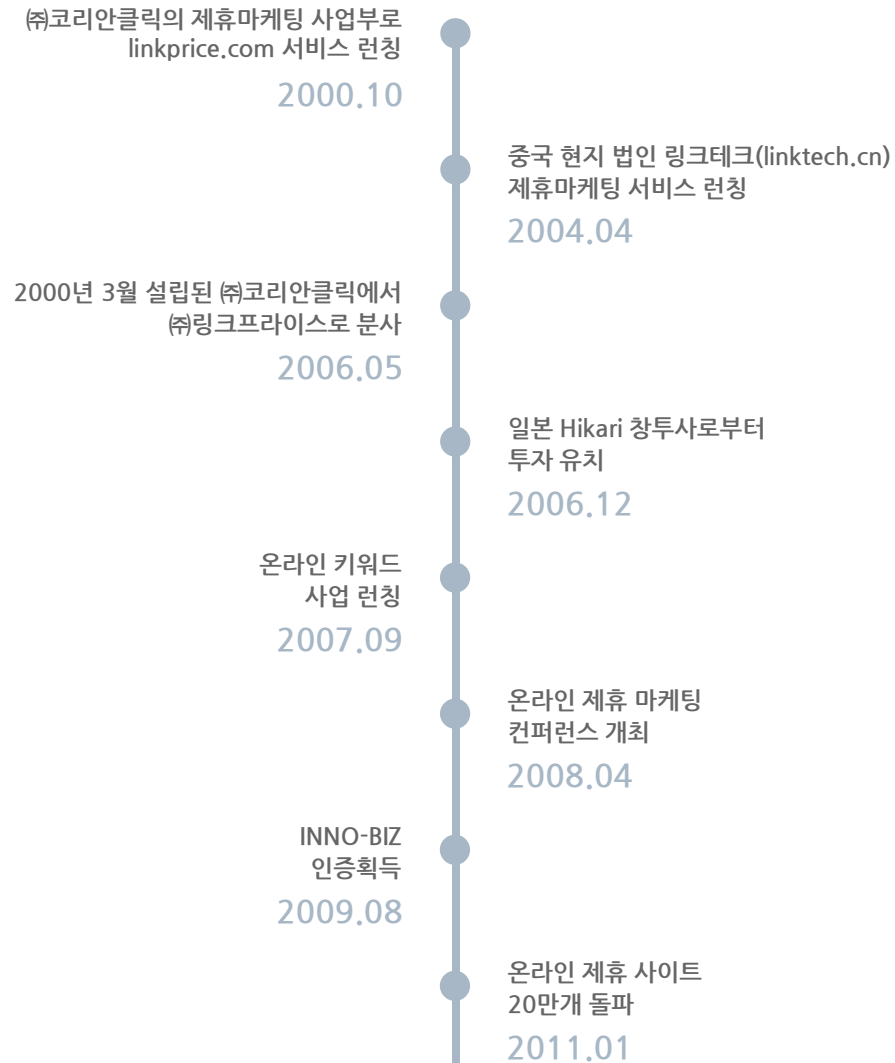 ㈜코리안클릭의 제휴마케팅 사업부로
linkprice.com 서비스 런칭
2000.10
중국 현지 법인 링크테크(linktech.cn)
제휴마케팅 서비스 런칭
2004.04
2000년 3월 설립된 ㈜코리안클릭에서
㈜링크프라이스로 분사
2006.05
일본 Hikari 창투사로부터
투자 유치
2006.12
온라인 키워드
사업 런칭
2007.09
온라인 제휴 마케팅
컨퍼런스 개최
2008.04
INNO-BIZ
인증획득
2009.08
온라인 제휴 사이트
20만개 돌파
2011.01